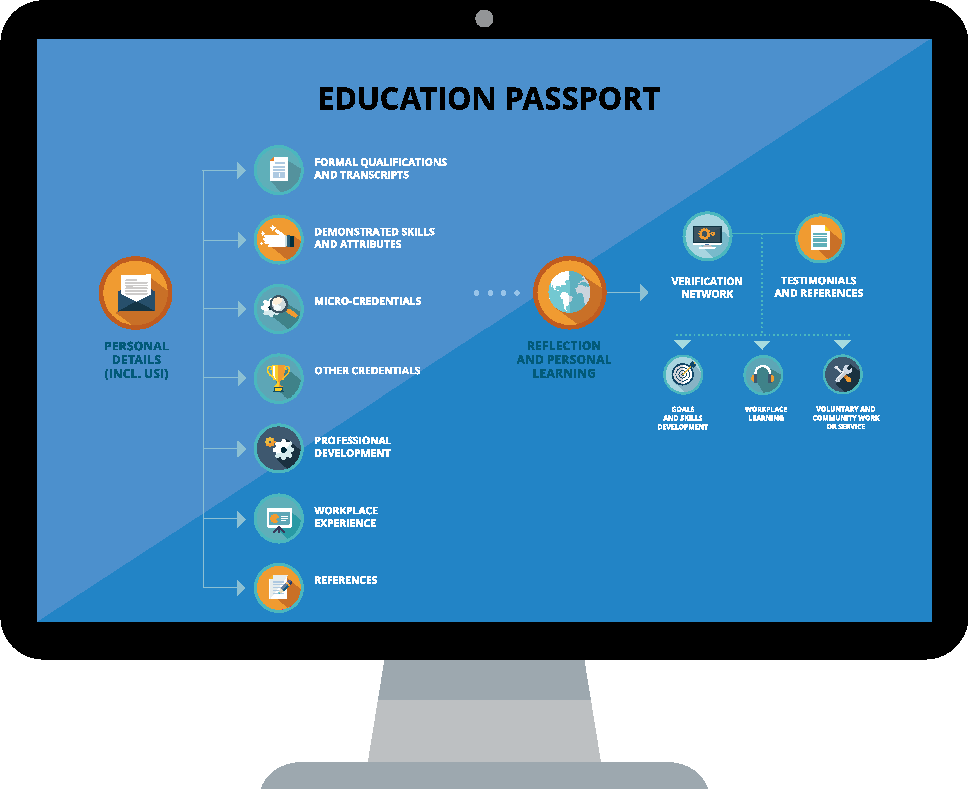 EDUCATION PASSPORT
PERSONAL
DETAILS
(INCL. USI)
FORMAL QUALIFICATIONS
AND TRANSCRIPTS
DEMONSTRATED SKILLS
AND ATTRIBUTES
MICRO-CREDENTIALS
OTHER CREDENTIALS
PROFESSIONAL
DEVELOPMENT
WORKPLACE
EXPERIENCE
REFERENCES
REFLECTION
AND PERSONAL
LEARNING
VERIFICATION
NETWORK
TESTIMONIALS
AND REFERENCES
GOALS
AND SKILLS
DEVELOPMENT
WORKPLACE
LEARNING
VOLUNTARY AND
COMMUNITY WORK
OR SERVICE